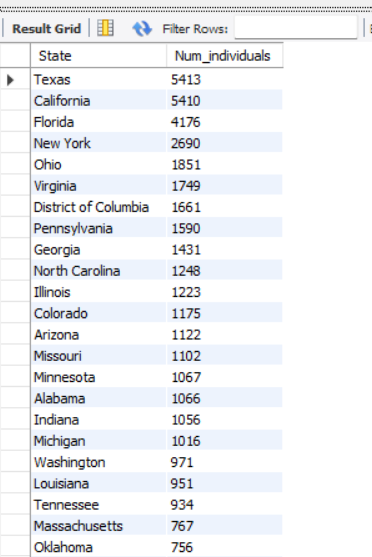 Result Grid Filter Rows:
State Num_individuals
Texas 5413
California 5410
Florida 4176
New York 2690
Ohio 1851
Virginia 1749
District of Columbia 1661
Pennsylvania 1590
Georgia 1431
North Carolina 1248
Illinois 1223
Colorado 1175
Arizona 1122
Missouri 1102
Minnesota 1067
Alabama 1066
Indiana 1056
Michigan 1016
Washington 971
Louisiana 951
Tennessee 934
Massachusetts 767
Oklahoma 756